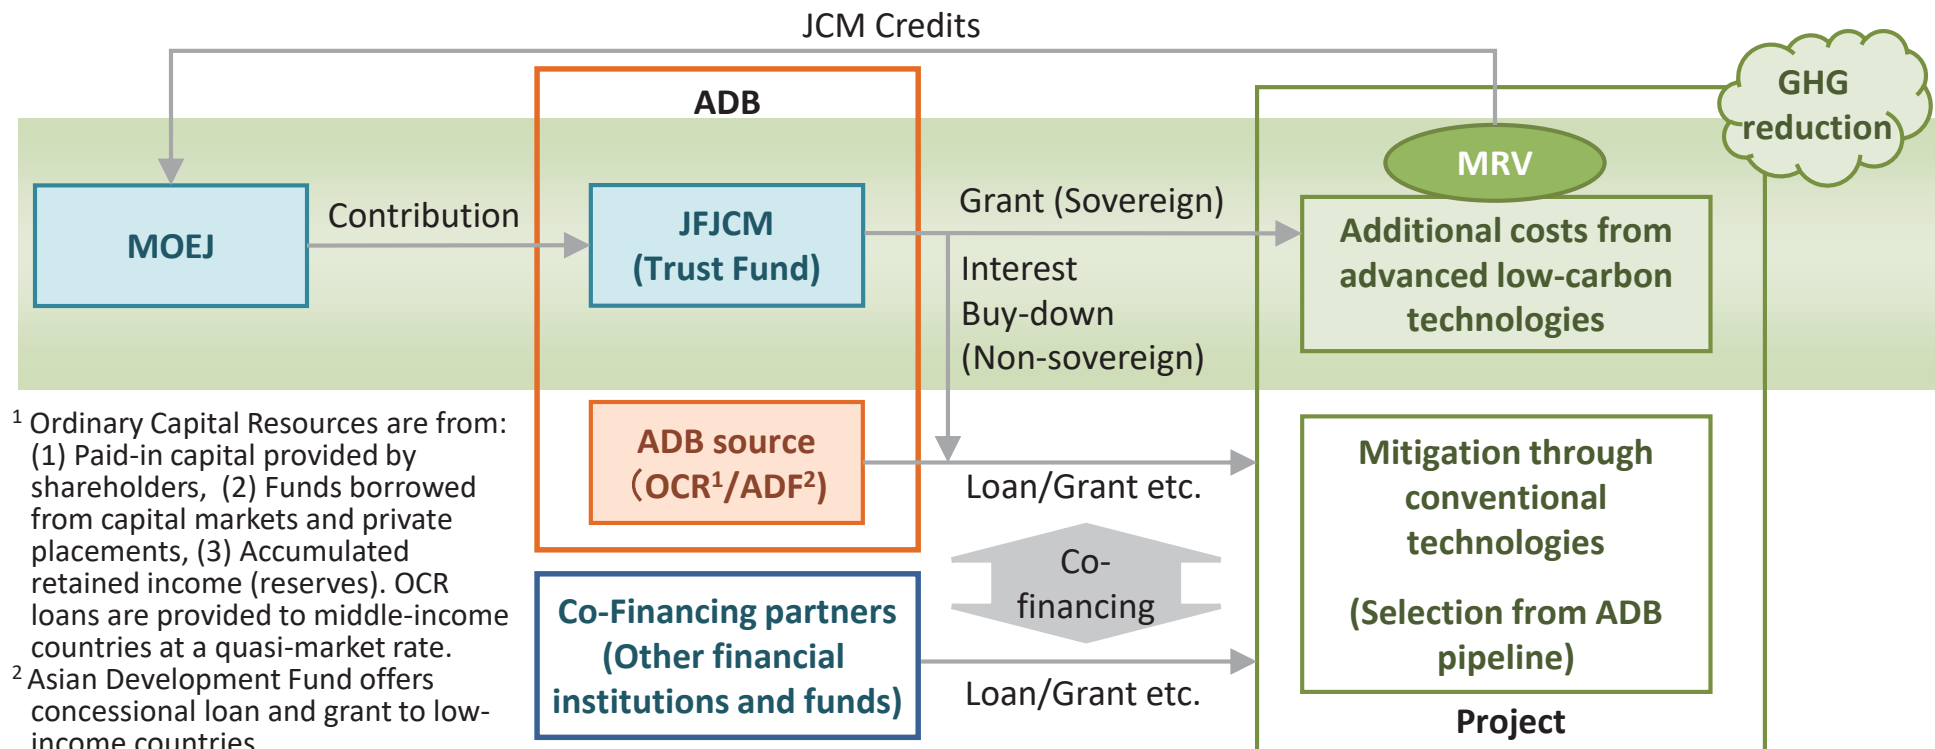 JCM Credits
ADB
GHG
reduction
MRV
MOEJ
Contribution
JFJCM
(Trust Fund)
Grant (Sovereign)
Interest
Buy-down
(Non-sovereign)
Additional costs from
advanced low-carbon
technologies
ADB source
（OCR¹/ADF²)
Loan/Grant etc.
Co-
financing
Mitigation through
conventional
technologies
(Selection from ADB
pipeline)
Co-Financing partners
(Other financial
institutions and funds)
Loan/Grant etc.
Project
¹ Ordinary Capital Resources are from:
(1) Paid-in capital provided by
shareholders, (2) Funds borrowed
from capital markets and private
placements, (3) Accumulated
retained income (reserves). OCR
loans are provided to middle-income
countries at a quasi-market rate.
² Asian Development Fund offers
concessional loan and grant to low-
income countries